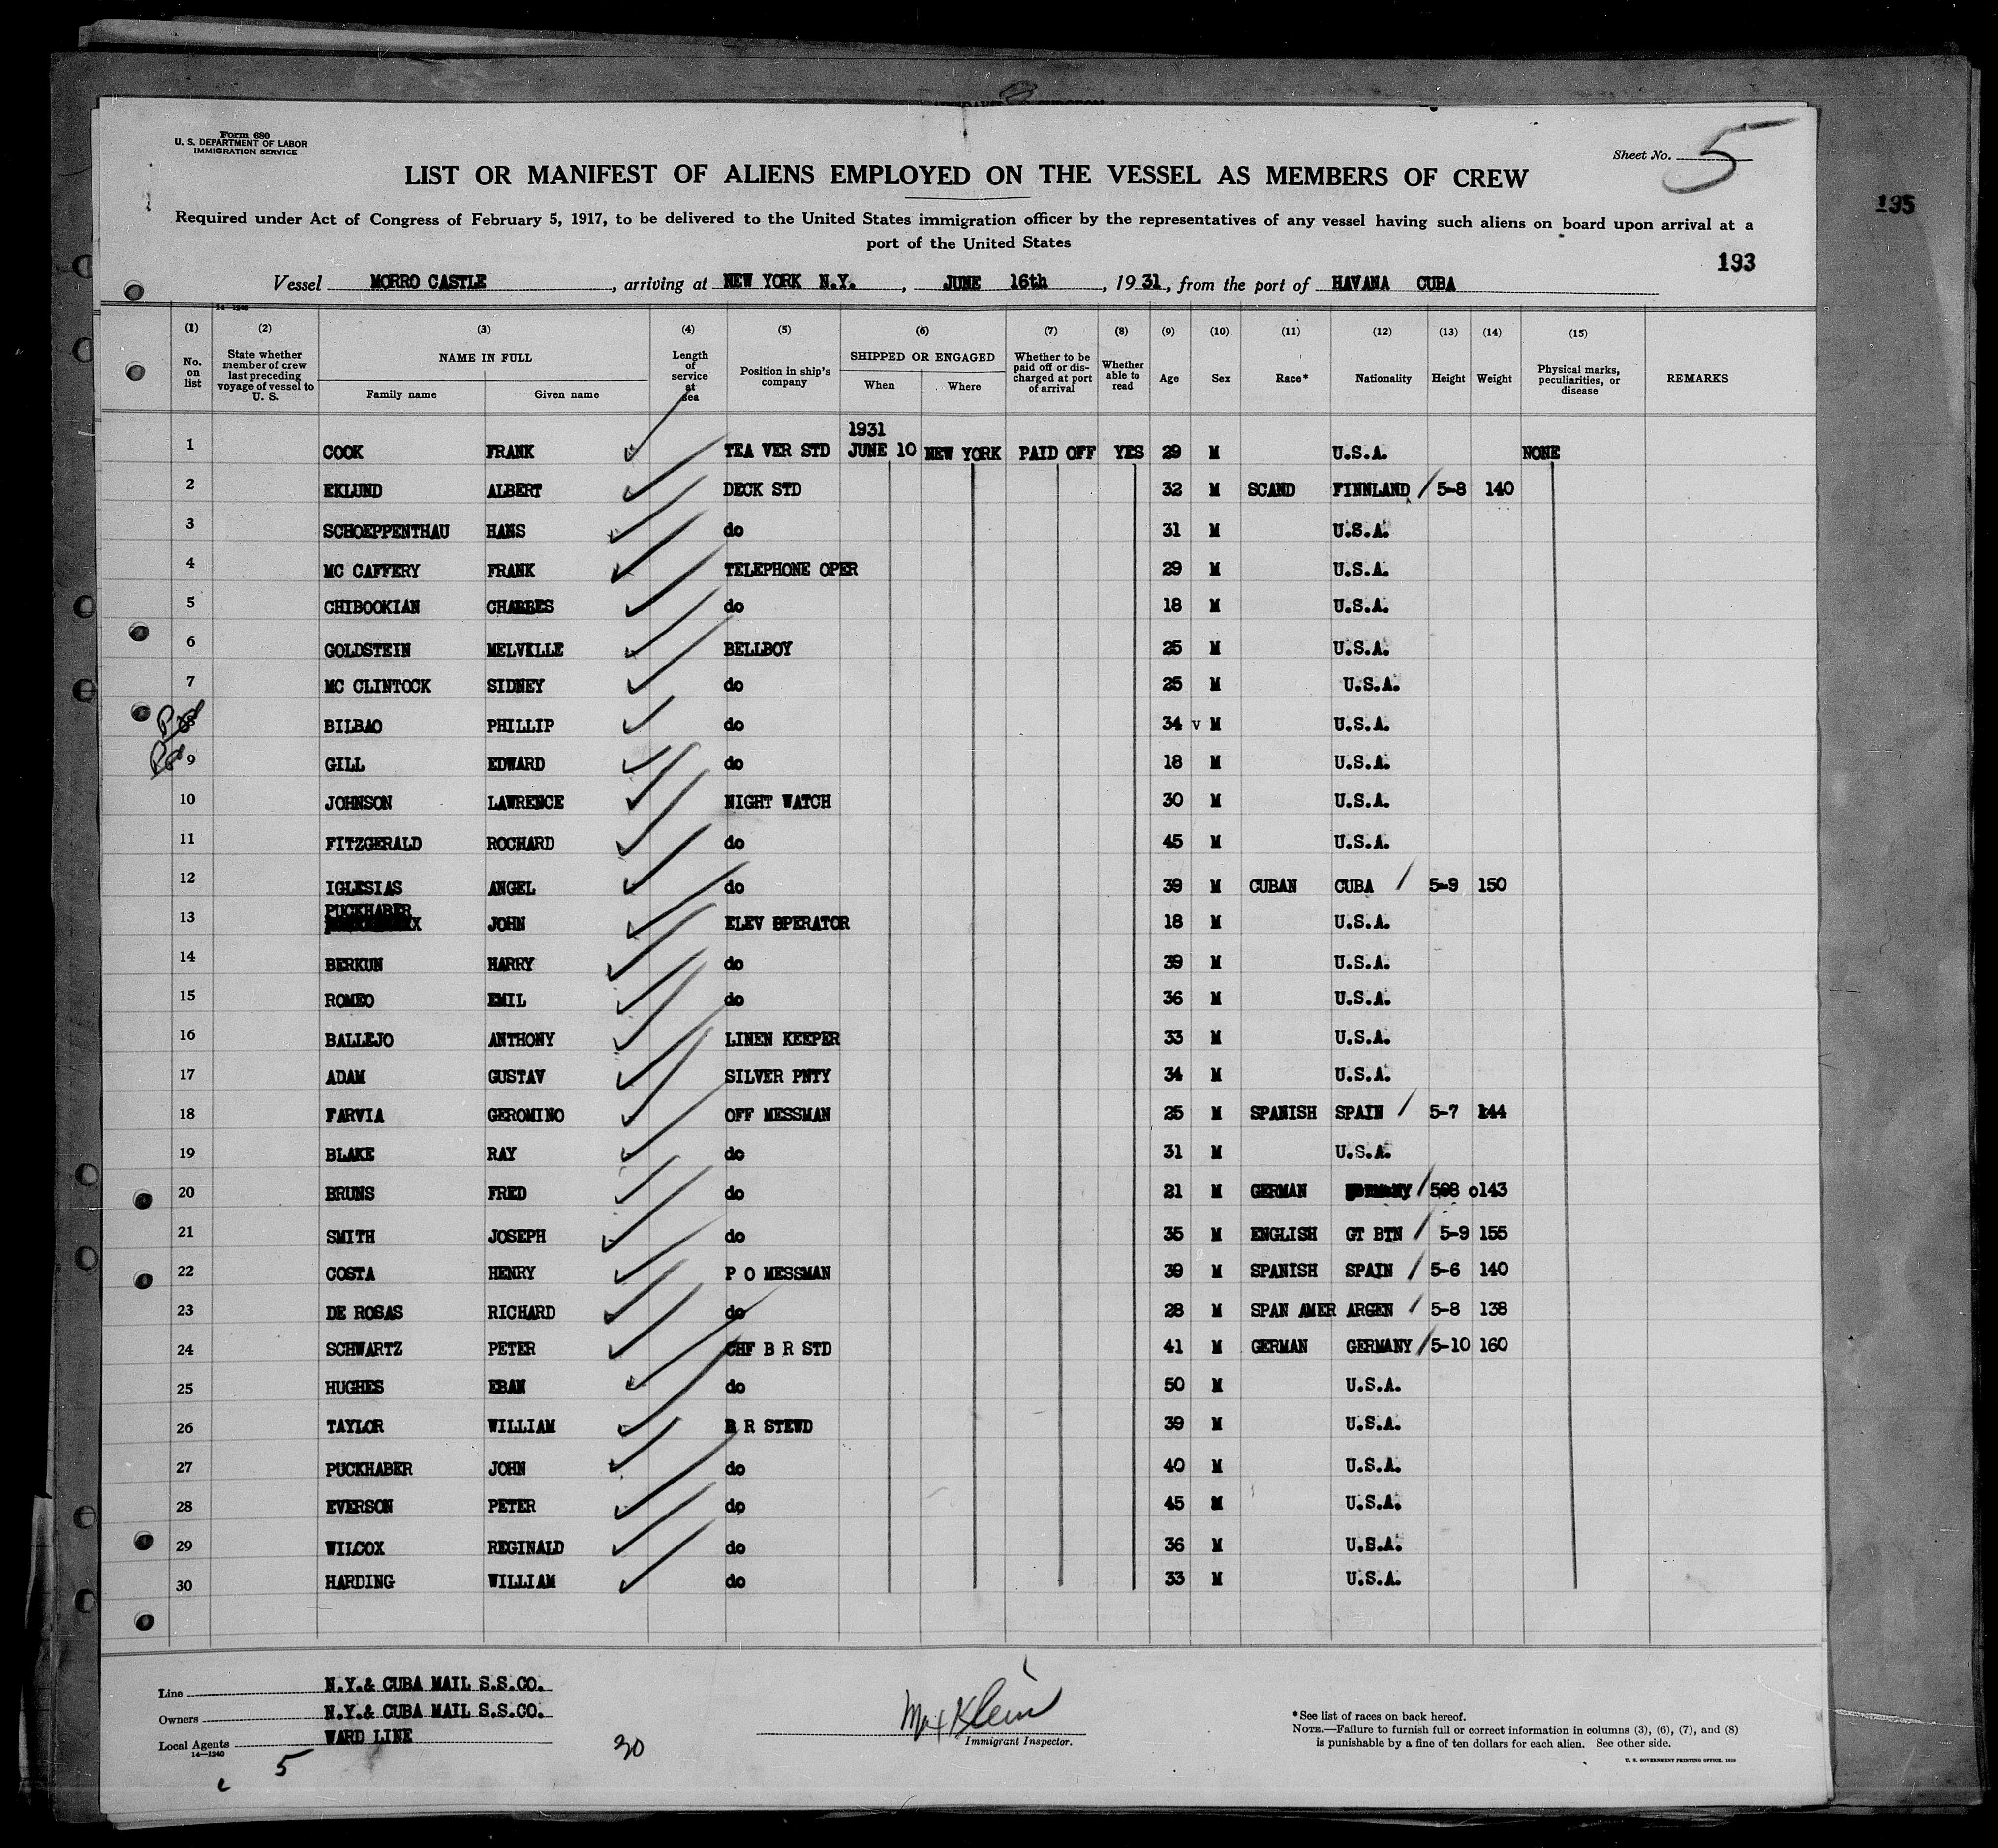 Form 680
U. S. DEPARTMENT OF LABOR
IMMIGRATION SERVICE
Sheet No. 5
LIST OR MANIFEST OF ALIENS EMPLOYED ON THE VESSEL AS MEMBERS OF CREW
195
Required under Act of Congress of February 5, 1917, to be delivered to the United States immigration officer by the representatives of any vessel having such aliens on board upon arrival at a
port of the United States
193
Vessel MORRO CASTLE, arriving at NEW YORK N.Y., JUNE 16th, 1931, from the port of HAVANA CUBA
14—1240
(1) (2) (3) (4) (5) (6) (7) (8) (9) (10) (11) (12) (13) (14) (15)
No. on list
State whether member of crew last preceding voyage of vessel to U. S.
NAME IN FULL
Family name Given name
Length of service at sea
Position in ship's company
SHIPPED OR ENGAGED
When Where
Whether to be paid off or discharged at port of arrival
Whether able to read
Age Sex Race* Nationality Height Weight
Physical marks, peculiarities, or disease
REMARKS
1931
1 COOK FRANK TEA VER STD JUNE 10 NEW YORK PAID OFF YES 29 M U.S.A. NONE
2 EKLUND ALBERT DECK STD 32 M SCAND FINNLAND 5-8 140
3 SCHOEPPENTHAU HANS do 31 M U.S.A.
4 MC CAFFERY FRANK TELEPHONE OPER 29 M U.S.A.
5 CHIBOOKIAN do 18 M U.S.A.
6 GOLDSTEIN MELVILLE BELLBOY 25 M U.S.A.
7 MC CLINTOCK SIDNEY do 25 M U.S.A.
8 BILBAO PHILLIP do 34 v M U.S.A.
9 GILL EDWARD do 18 M U.S.A.
10 JOHNSON LAWRENCE NIGHT WATCH 30 M U.S.A.
11 FITZGERALD ROCHARD do 45 M U.S.A.
12 IGLESIAS ANGEL do 39 M CUBAN CUBA 5-9 150
13 PUCKHABER JOHN ELEV OPERATOR 18 M U.S.A.
14 BERKUN HARRY do 39 M U.S.A.
15 ROMEO EMIL do 36 M U.S.A.
16 BALLEJO ANTHONY LINEN KEEPER 33 M U.S.A.
17 ADAM GUSTAV SILVER PNTY 34 M U.S.A.
18 FARVIA GEROMINO OFF MESSMAN 25 M SPANISH SPAIN 5-7 144
19 BLAKE RAY do 31 M U.S.A.
20 BRUNS FRED do 21 M GERMAN GERMANY 143
21 SMITH JOSEPH do 35 M ENGLISH GT BTN 5-9 155
22 COSTA HENRY P O MESSMAN 39 M SPANISH SPAIN 5-6 140
23 DE ROSAS RICHARD do 28 M SPAN AMER ARGEN 5-8 138
24 SCHWARTZ PETER CHF B R STD 41 M GERMAN GERMANY 5-10 160
25 HUGHES EBAN do 50 M U.S.A.
26 TAYLOR WILLIAM B R STEWD 39 M U.S.A.
27 PUCKHABER JOHN do 40 M U.S.A.
28 EVERSON PETER do 45 M U.S.A.
29 WILCOX REGINALD do 36 M U.S.A.
30 HARDING WILLIAM do 33 M U.S.A.
Line N.Y.& CUBA MAIL S.S.CO.
Owners N.Y.& CUBA MAIL S.S.CO.
Local Agents WARD LINE
14—1240
5
30
Max Klein
Immigrant Inspector.
*See list of races on back hereof.
NOTE.—Failure to furnish full or correct information in columns (3), (6), (7), and (8)
is punishable by a fine of ten dollars for each alien. See other side.